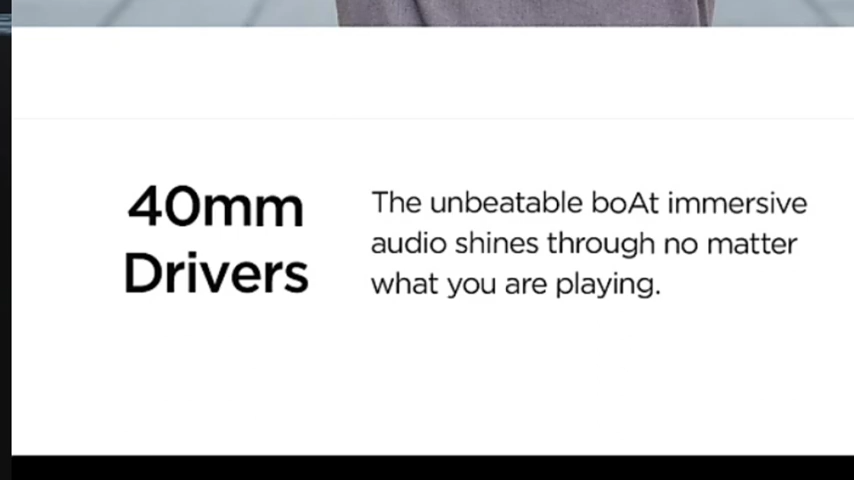 40mm
Drivers
The unbeatable boAt immersive
audio shines through no matter
what you are playing.